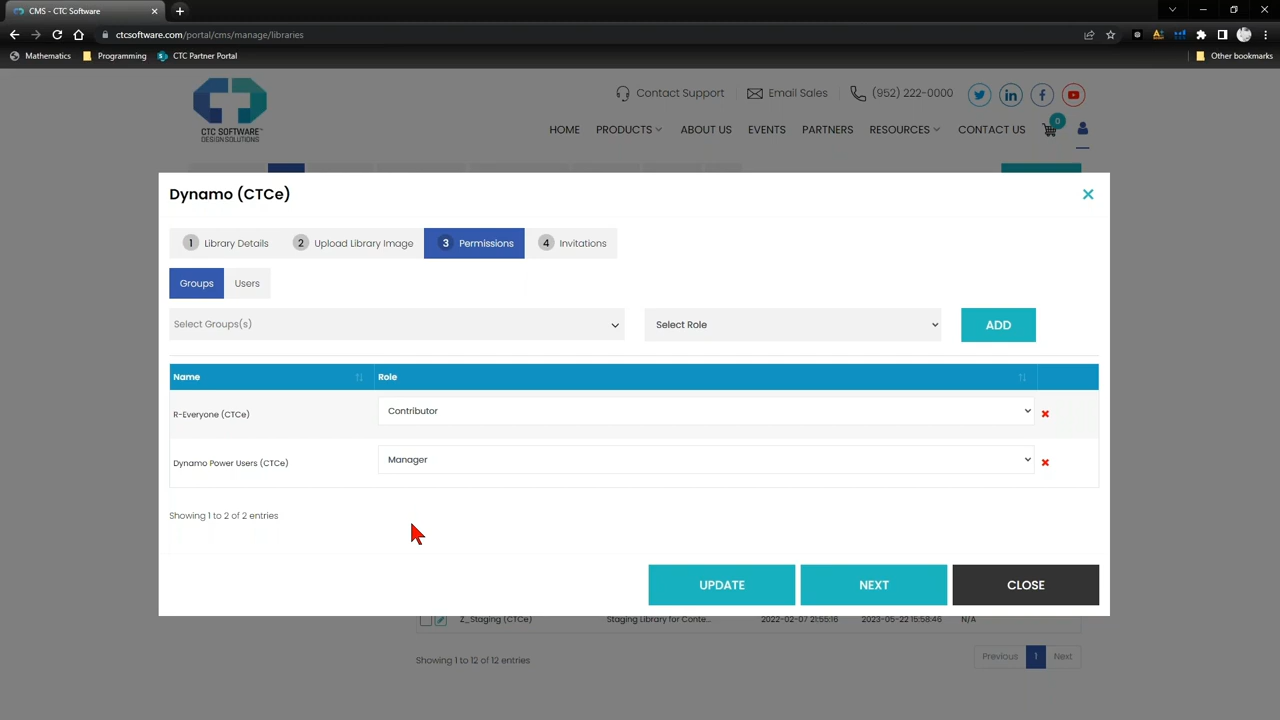 CMS - CTC Software
ctcsoftware.com/portal/cms/manage/libraries
Mathematics Programming CTC Partner Portal Other bookmarks
Contact Support Email Sales (952) 222-0000
CTC SOFTWARE
DESIGN SOLUTIONS
HOME PRODUCTS ABOUT US EVENTS PARTNERS RESOURCES CONTACT US 0
Dynamo (CTCe)
1 Library Details 2 Upload Library Image 3 Permissions 4 Invitations
Groups Users
Select Groups(s) Select Role ADD
Name Role
R-Everyone (CTCe) Contributor
Dynamo Power Users (CTCe) Manager
Showing 1 to 2 of 2 entries
UPDATE NEXT CLOSE
Z_Staging (CTCe) Staging Library for Conte... 2022-02-07 21:55:16 2023-05-22 15:58:46 N/A
Showing 1 to 12 of 12 entries Previous 1 Next